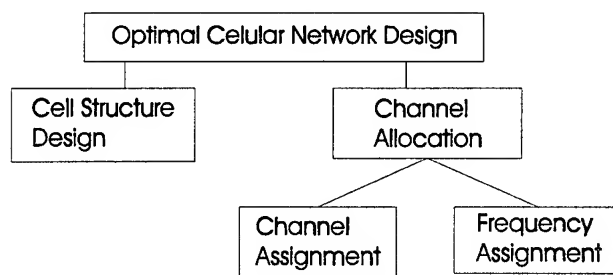 Optimal Celular Network Design
Cell Structure
Design
Channel
Allocation
Channel
Assignment
Frequency
Assignment